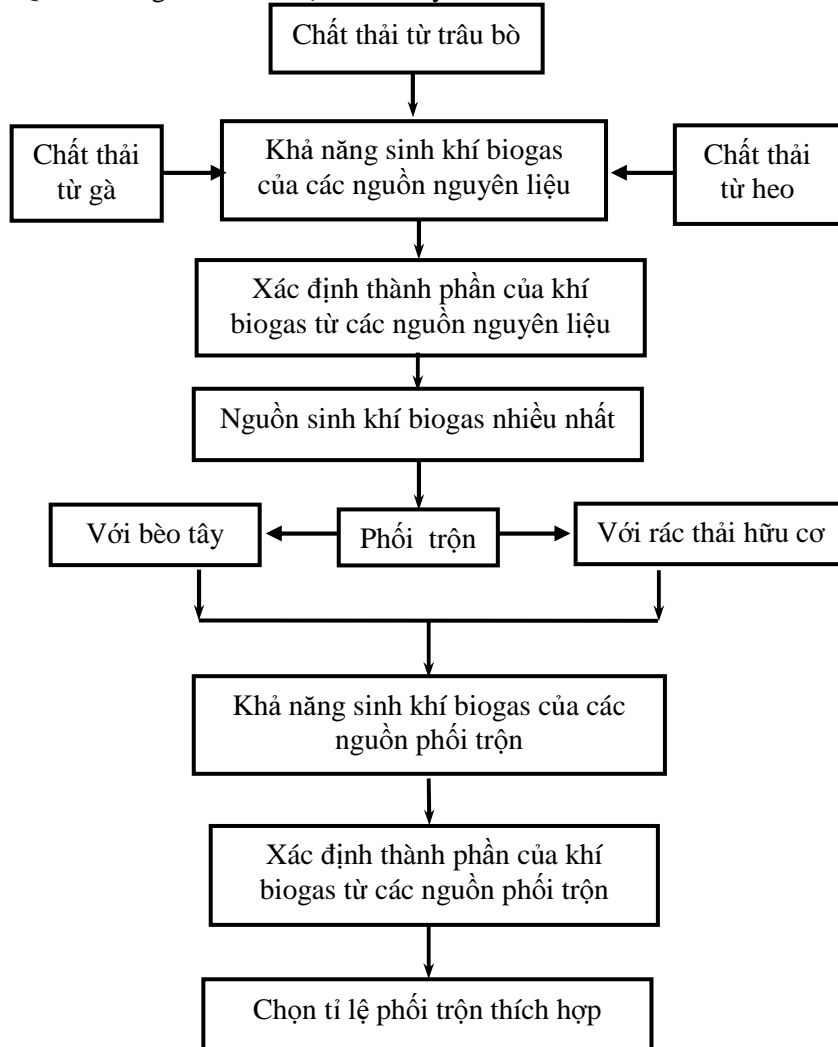 Chất thải từ trâu bò
Chất thải
từ gà
Khả năng sinh khí biogas
của các nguồn nguyên liệu
Chất thải
từ heo
Xác định thành phần của khí
biogas từ các nguồn nguyên liệu
Nguồn sinh khí biogas nhiều nhất
Với bèo tây
Phối trộn
Với rác thải hữu cơ
Khả năng sinh khí biogas của các
nguồn phối trộn
Xác định thành phần của khí
biogas từ các nguồn phối trộn
Chọn tỉ lệ phối trộn thích hợp